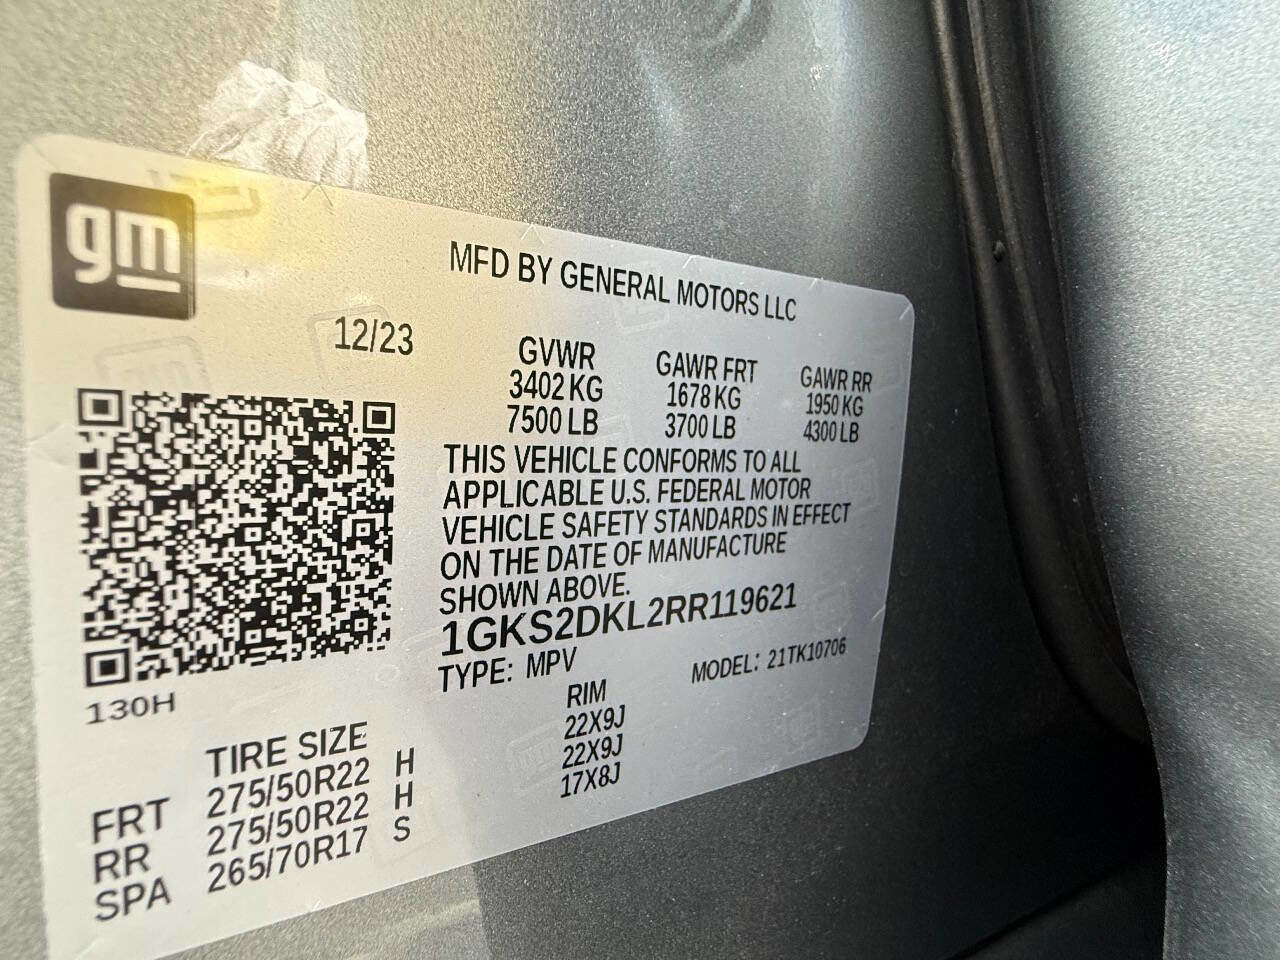 gm
MFD BY GENERAL MOTORS LLC
12/23
GVWR GAWR FRT GAWR RR
3402 KG 1678 KG 1950 KG
7500 LB 3700 LB 4300 LB
THIS VEHICLE CONFORMS TO ALL
APPLICABLE U.S. FEDERAL MOTOR
VEHICLE SAFETY STANDARDS IN EFFECT
ON THE DATE OF MANUFACTURE
SHOWN ABOVE.
1GKS2DKL2RR119621
TYPE: MPV MODEL: 21TK10706
130H
TIRE SIZE RIM
FRT 275/50R22 H 22X9J
RR 275/50R22 H 22X9J
SPA 265/70R17 S 17X8J